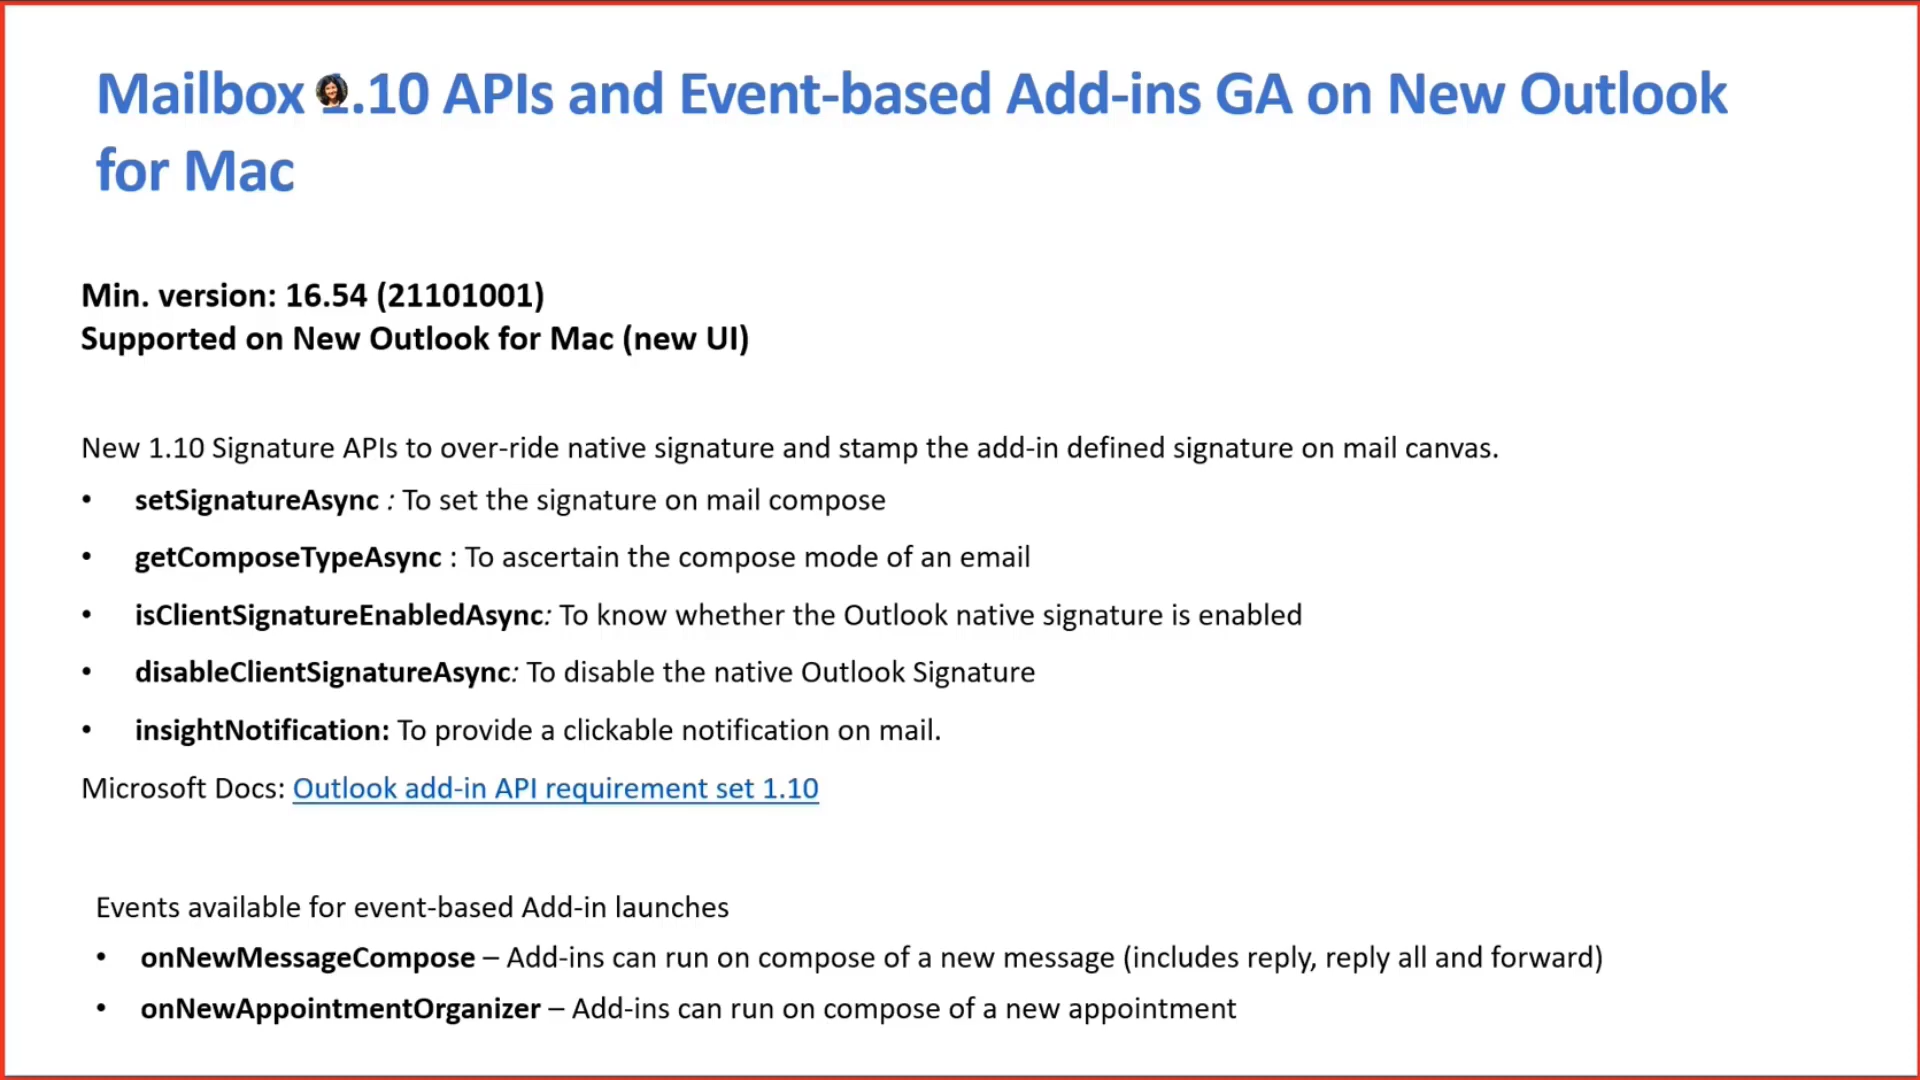 Mailbox 1.10 APIs and Event-based Add-ins GA on New Outlook
for Mac
Min. version: 16.54 (21101001)
Supported on New Outlook for Mac (new UI)
New 1.10 Signature APIs to over-ride native signature and stamp the add-in defined signature on mail canvas.
• setSignatureAsync : To set the signature on mail compose
• getComposeTypeAsync : To ascertain the compose mode of an email
• isClientSignatureEnabledAsync: To know whether the Outlook native signature is enabled
• disableClientSignatureAsync: To disable the native Outlook Signature
• insightNotification: To provide a clickable notification on mail.
Microsoft Docs: Outlook add-in API requirement set 1.10
Events available for event-based Add-in launches
• onNewMessageCompose – Add-ins can run on compose of a new message (includes reply, reply all and forward)
• onNewAppointmentOrganizer – Add-ins can run on compose of a new appointment